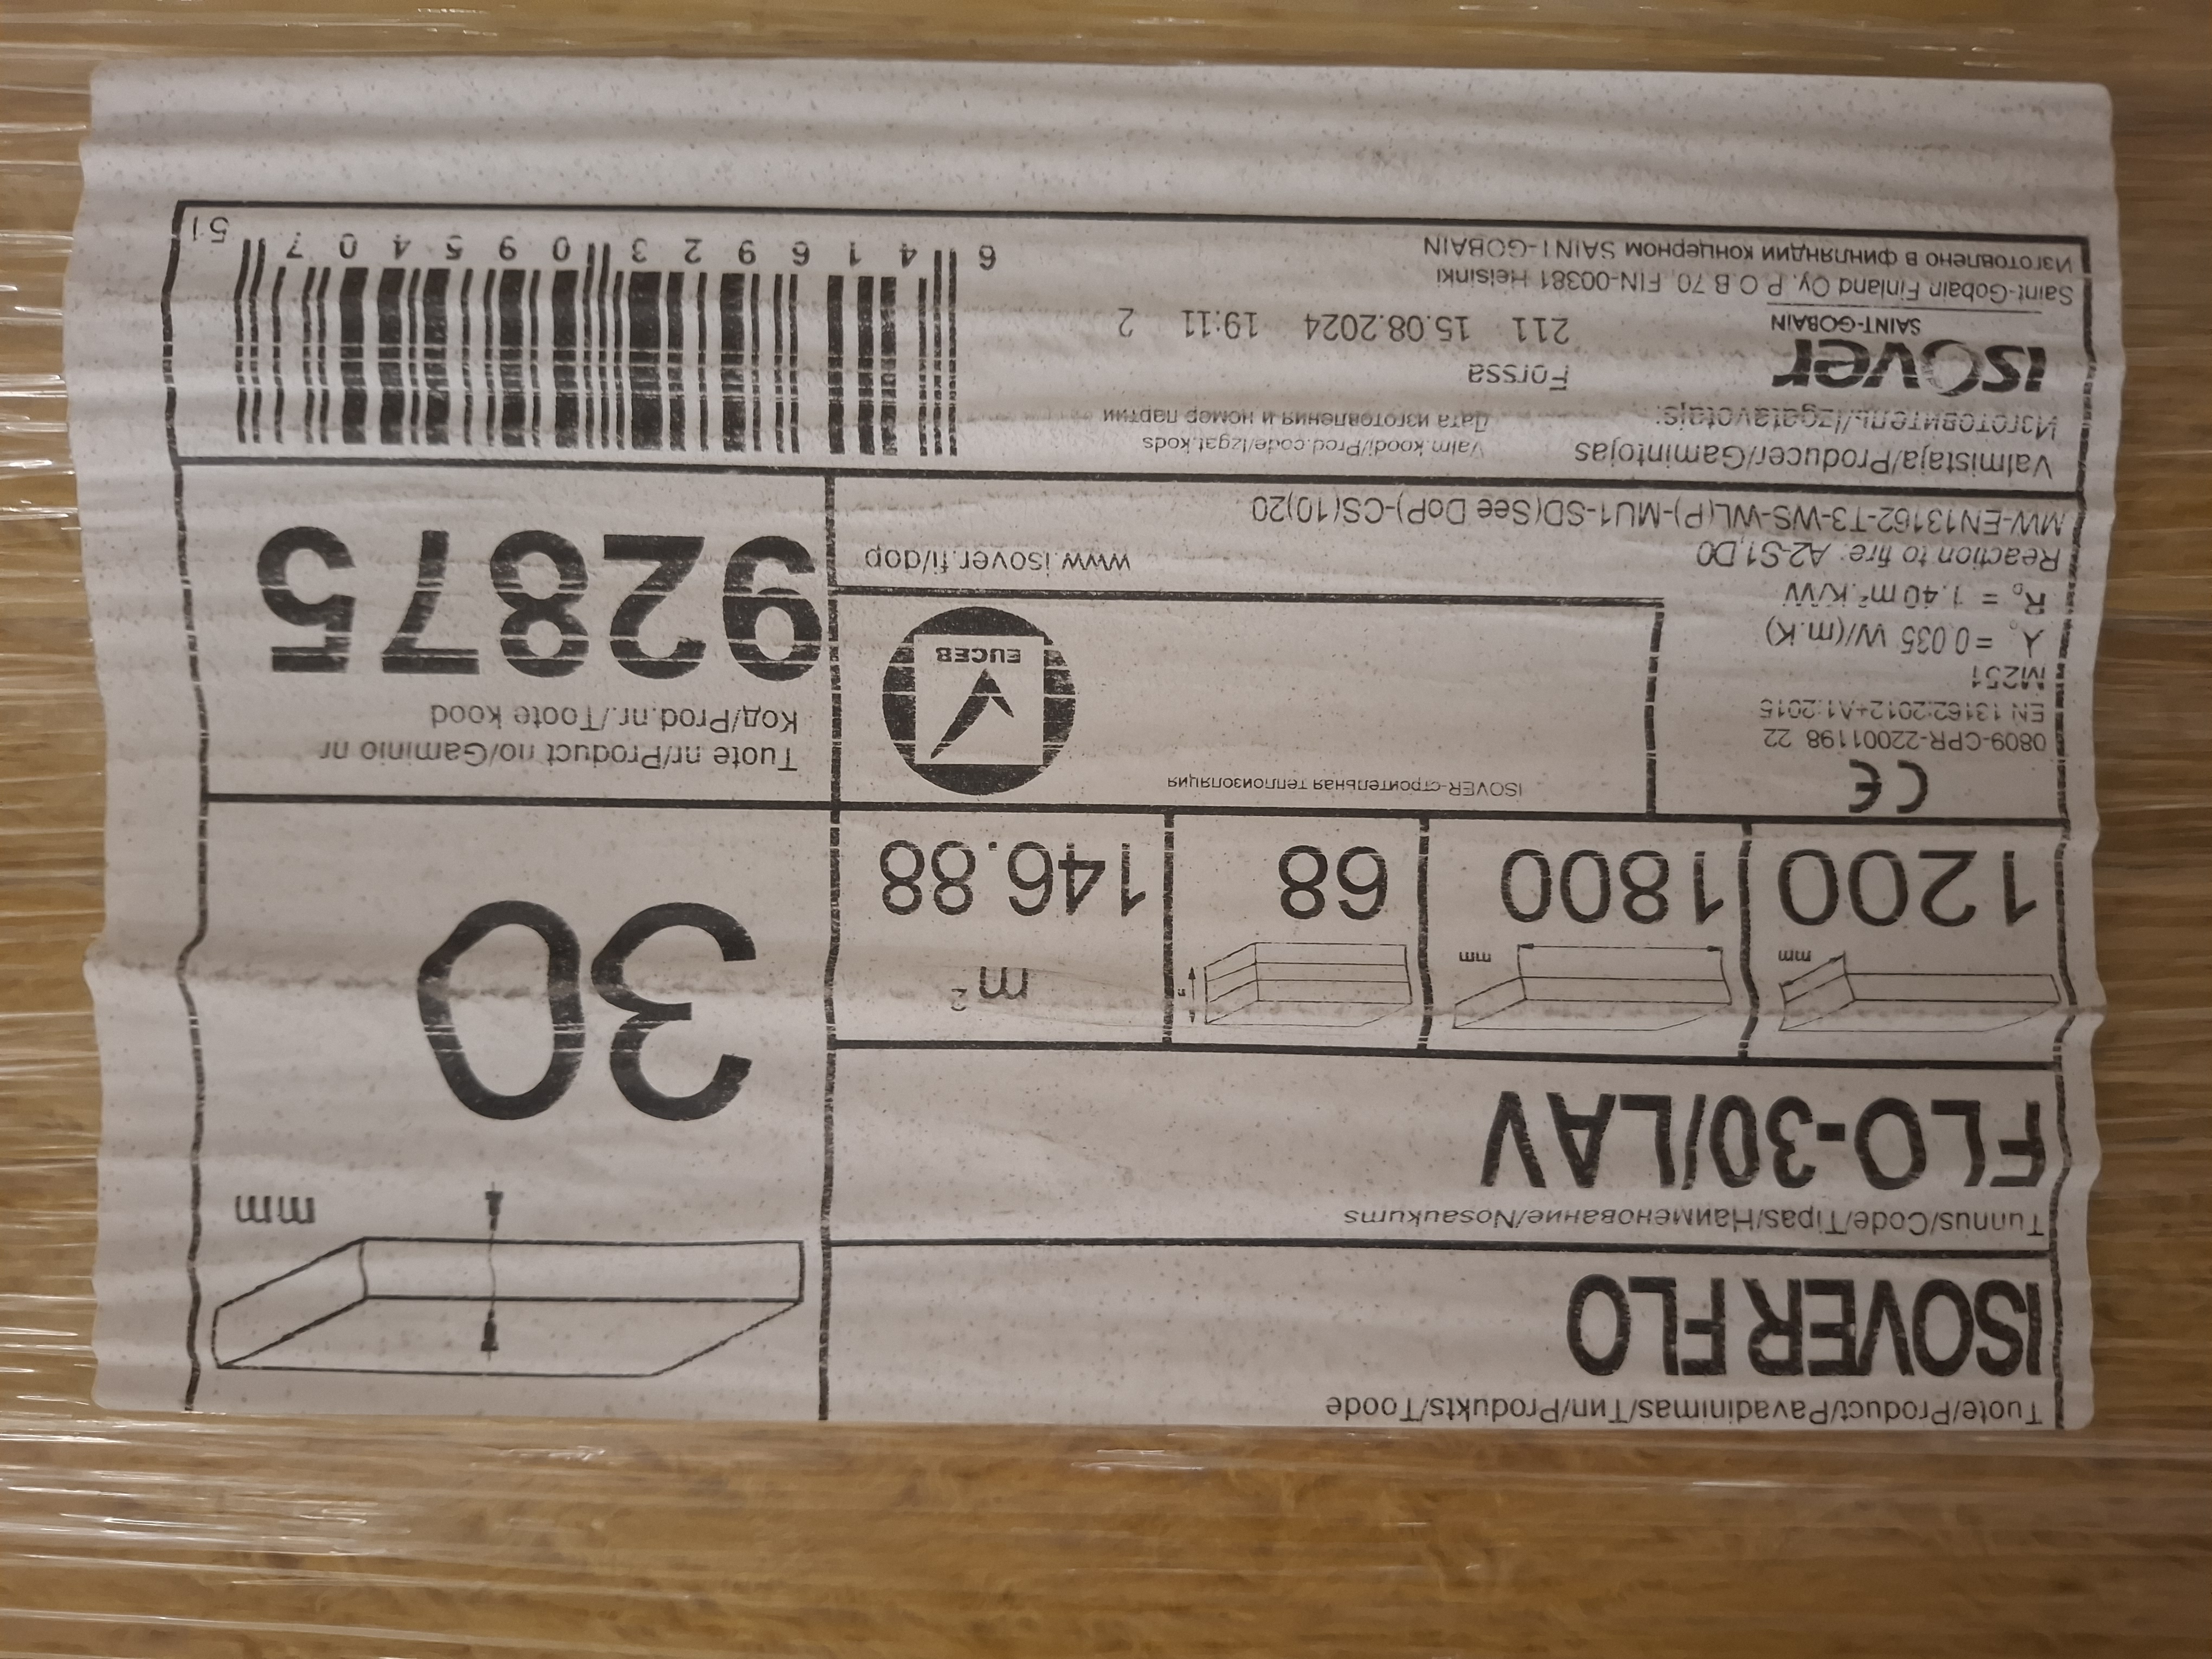 Tuote/Product/Pavadinimas/Тип/Produkts/Toode
ISOVER FLO
mm
Tunnus/Code/Tipas/Наименование/Nosaukums
FLO-30/LAV
30
mm
mm
m²
1200
1800
68
146.88
CE
0809-CPR-22001198 22
EN 13162:2012+A1:2015
M251
λD =0.035 W/(m.K)
RD = 1.40 m².K/W
Reaction to fire: A2-S1,D0
MW-EN13162-T3-WS-WL(P)-MU1-SD(See DoP)-CS(10)20
ISOVER-строительная теплоизоляция
EUCEB
www.isover.fi/dop
Tuote nr/Product no/Gaminio nr
Код/Prod.nr./Toote kood
92875
Valmistaja/Producer/Gamintojas
Изготовитель/Izgatavotajs:
isover
SAINT-GOBAIN
Valm.koodi/Prod.code/Izgat.kods
Дата изготовления и номер партии
Forssa
211 15.08.2024 19:11 2
Saint-Gobain Finland Oy, P.O.B 70, FIN-00381 Helsinki
Изготовлено в финляндии концерном SAINT-GOBAIN
6 416923 095407
51